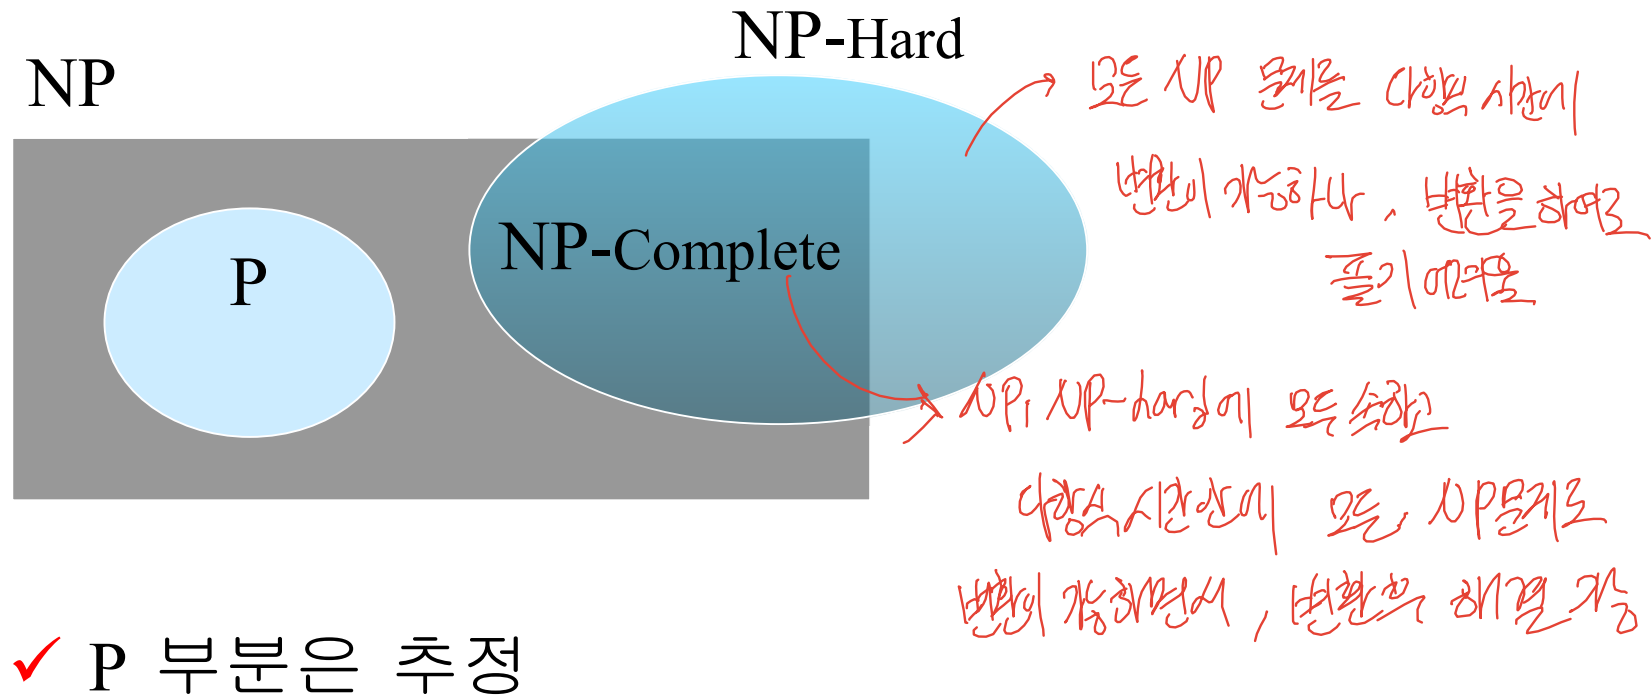 NP-Hard
NP
모든 NP 문제를 다항식 시간에
변환이 가능하나, 변환을 하여도
풀기 어려움
NP-Complete
P
NP, NP-hard에 모두 속하고
다항식 시간안에 모든 NP문제로
변환이 가능하면서, 변환후 해결 가능
✓ P 부분은 추정